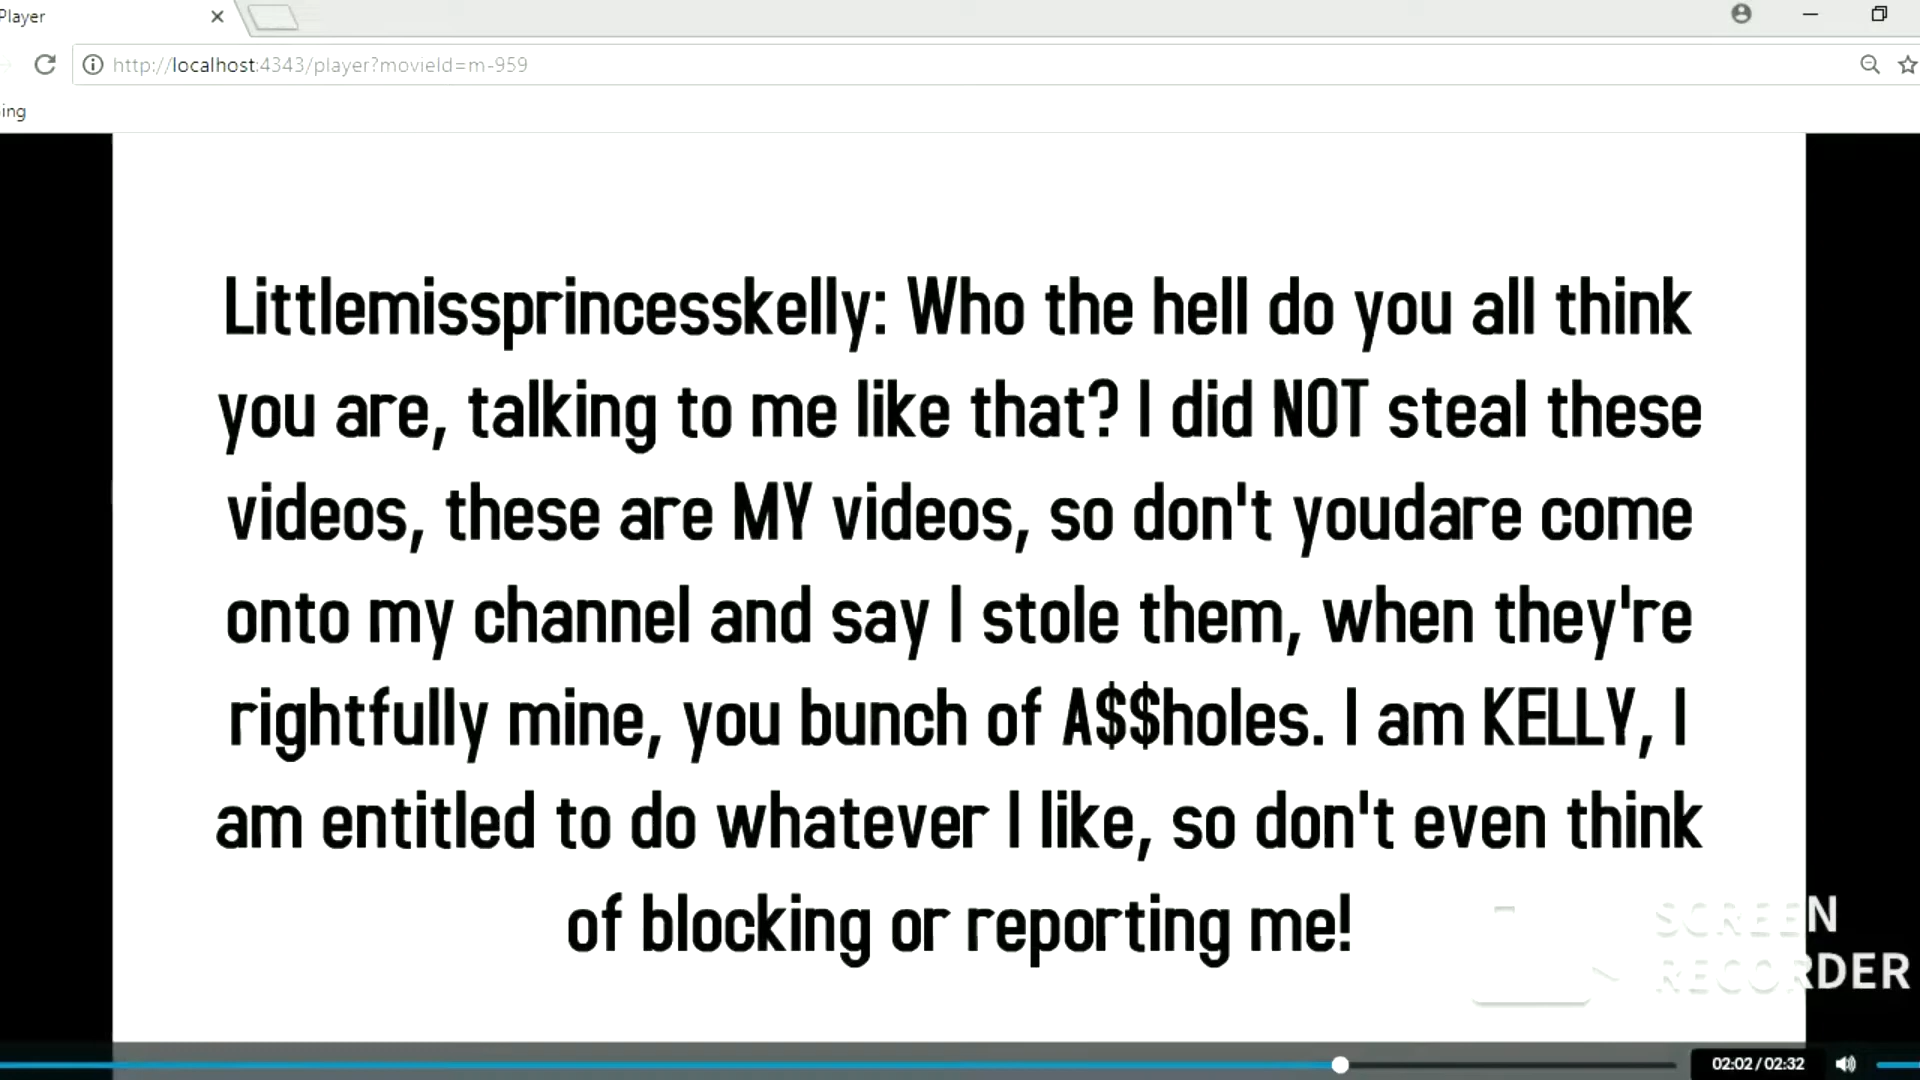 Player
http://localhost:4343/player?movieId=m-959
ing
Littlemissprincesskelly: Who the hell do you all think
you are, talking to me like that? I did NOT steal these
videos, these are MY videos, so don't youdare come
onto my channel and say I stole them, when they're
rightfully mine, you bunch of A$$holes. I am KELLY, I
am entitled to do whatever I like, so don't even think
of blocking or reporting me!
SCREEN
RECORDER
02:02 / 02:32